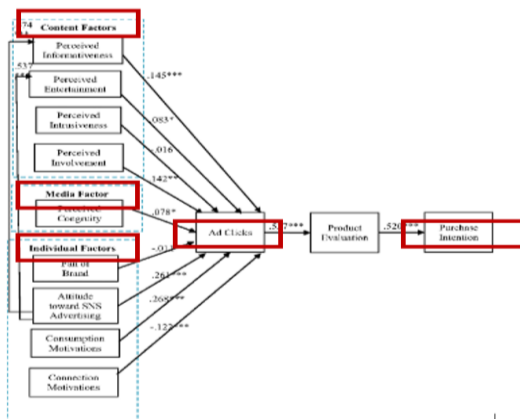 74
Content Factors
Perceived
Informativeness
.537
.145***
Perceived
Entertainment
.083*
Perceived
Intrusiveness
-.016
Perceived
Involvement
.142**
Media Factor
Perceived
Congruity
.078*
Ad Clicks
***
Product
Evaluation
Purchase
Intention
Individual Factors
Fan of
Brand
Attitude
toward SNS
Advertising
.261***
Consumption
Motivations
.268***
Connection
Motivations
-.127***